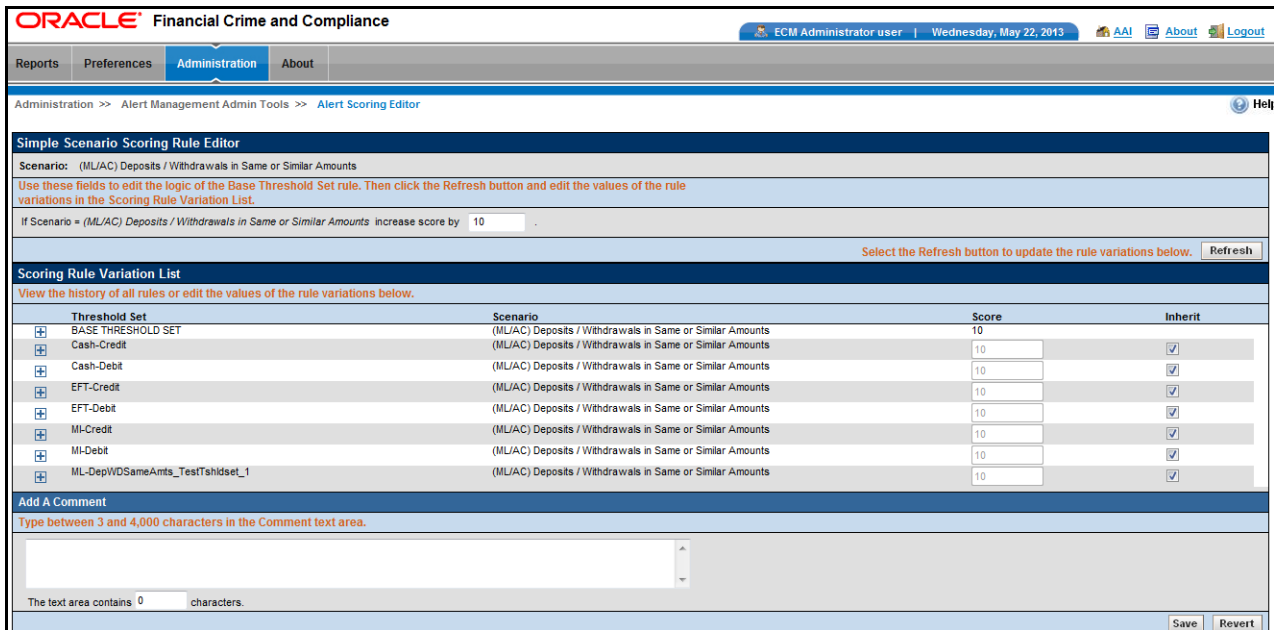 ORACLE® Financial Crime and Compliance
ECM Administrator user | Wednesday, May 22, 2013 AAI About Logout
Reports Preferences Administration About
Administration >> Alert Management Admin Tools >> Alert Scoring Editor Help
Simple Scenario Scoring Rule Editor
Scenario: (ML/AC) Deposits / Withdrawals in Same or Similar Amounts
Use these fields to edit the logic of the Base Threshold Set rule. Then click the Refresh button and edit the values of the rule
variations in the Scoring Rule Variation List.
If Scenario = (ML/AC) Deposits / Withdrawals in Same or Similar Amounts increase score by 10 .
Select the Refresh button to update the rule variations below. Refresh
Scoring Rule Variation List
View the history of all rules or edit the values of the rule variations below.
Threshold Set Scenario Score Inherit
BASE THRESHOLD SET (ML/AC) Deposits / Withdrawals in Same or Similar Amounts 10
Cash-Credit (ML/AC) Deposits / Withdrawals in Same or Similar Amounts 10
Cash-Debit (ML/AC) Deposits / Withdrawals in Same or Similar Amounts 10
EFT-Credit (ML/AC) Deposits / Withdrawals in Same or Similar Amounts 10
EFT-Debit (ML/AC) Deposits / Withdrawals in Same or Similar Amounts 10
MI-Credit (ML/AC) Deposits / Withdrawals in Same or Similar Amounts 10
MI-Debit (ML/AC) Deposits / Withdrawals in Same or Similar Amounts 10
ML-DepWDSameAmts_TestTshldset_1 (ML/AC) Deposits / Withdrawals in Same or Similar Amounts 10
Add A Comment
Type between 3 and 4,000 characters in the Comment text area.
The text area contains 0 characters.
Save Revert